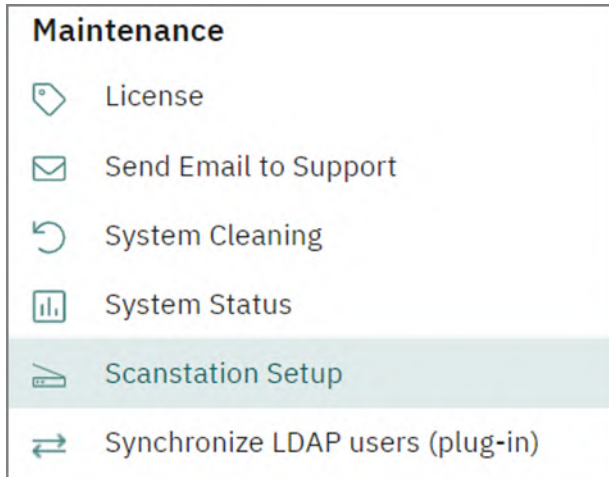 Maintenance
License
Send Email to Support
System Cleaning
System Status
Scanstation Setup
Synchronize LDAP users (plug-in)